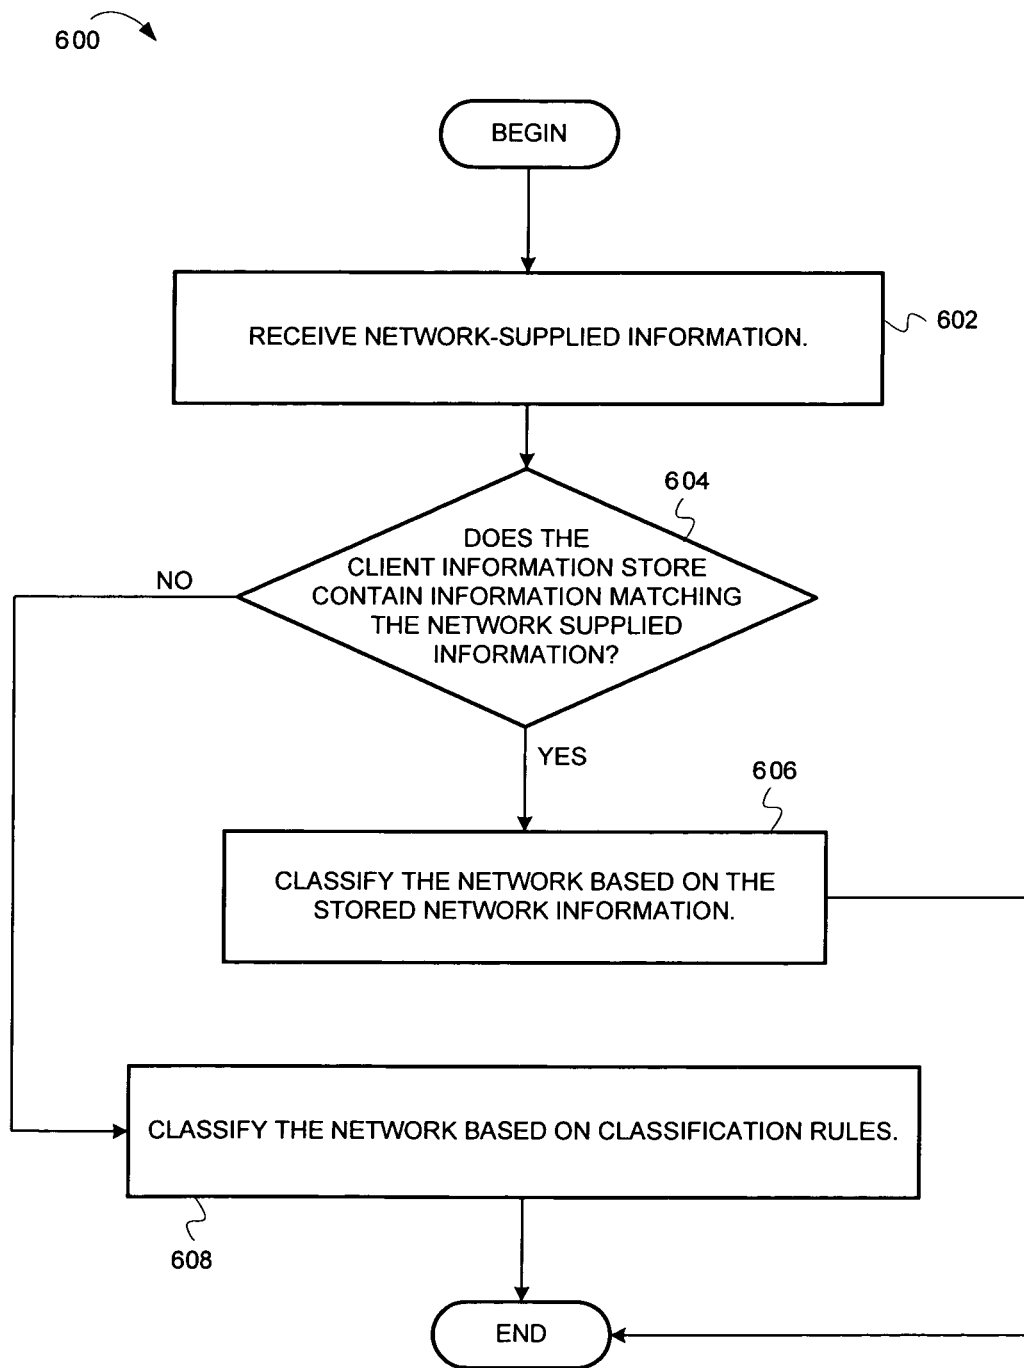 600
BEGIN
RECEIVE NETWORK-SUPPLIED INFORMATION.
602
604
DOES THE
CLIENT INFORMATION STORE
CONTAIN INFORMATION MATCHING
THE NETWORK SUPPLIED
INFORMATION?
NO
YES
606
CLASSIFY THE NETWORK BASED ON THE
STORED NETWORK INFORMATION.
CLASSIFY THE NETWORK BASED ON CLASSIFICATION RULES.
608
END